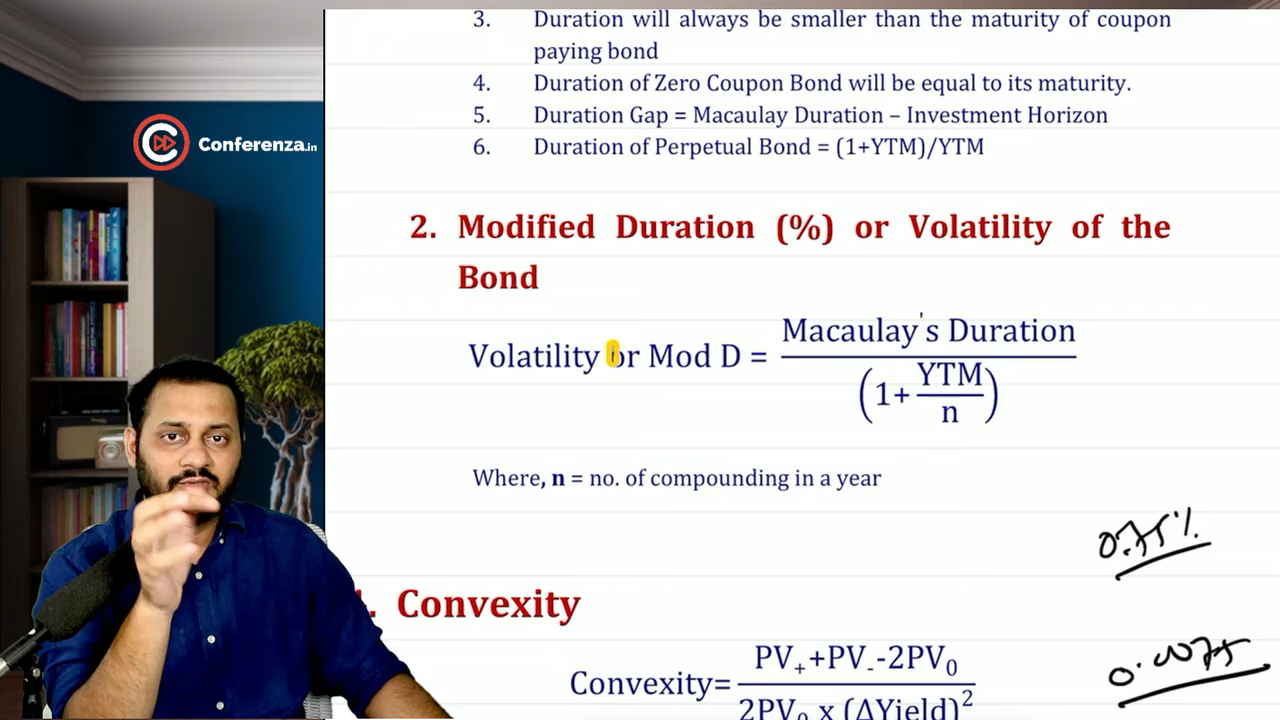 3. Duration will always be smaller than the maturity of coupon
paying bond
4. Duration of Zero Coupon Bond will be equal to its maturity.
5. Duration Gap = Macaulay Duration – Investment Horizon
6. Duration of Perpetual Bond = (1+YTM)/YTM
Conferenza.in
2. Modified Duration (%) or Volatility of the
Bond
Volatility or Mod D = Macaulay's Duration
(1+ YTM
n)
Where, n = no. of compounding in a year
0.75%
. Convexity
0.0075
Convexity= PV₊+PV₋-2PV₀
2PV₀ x (ΔYield)²